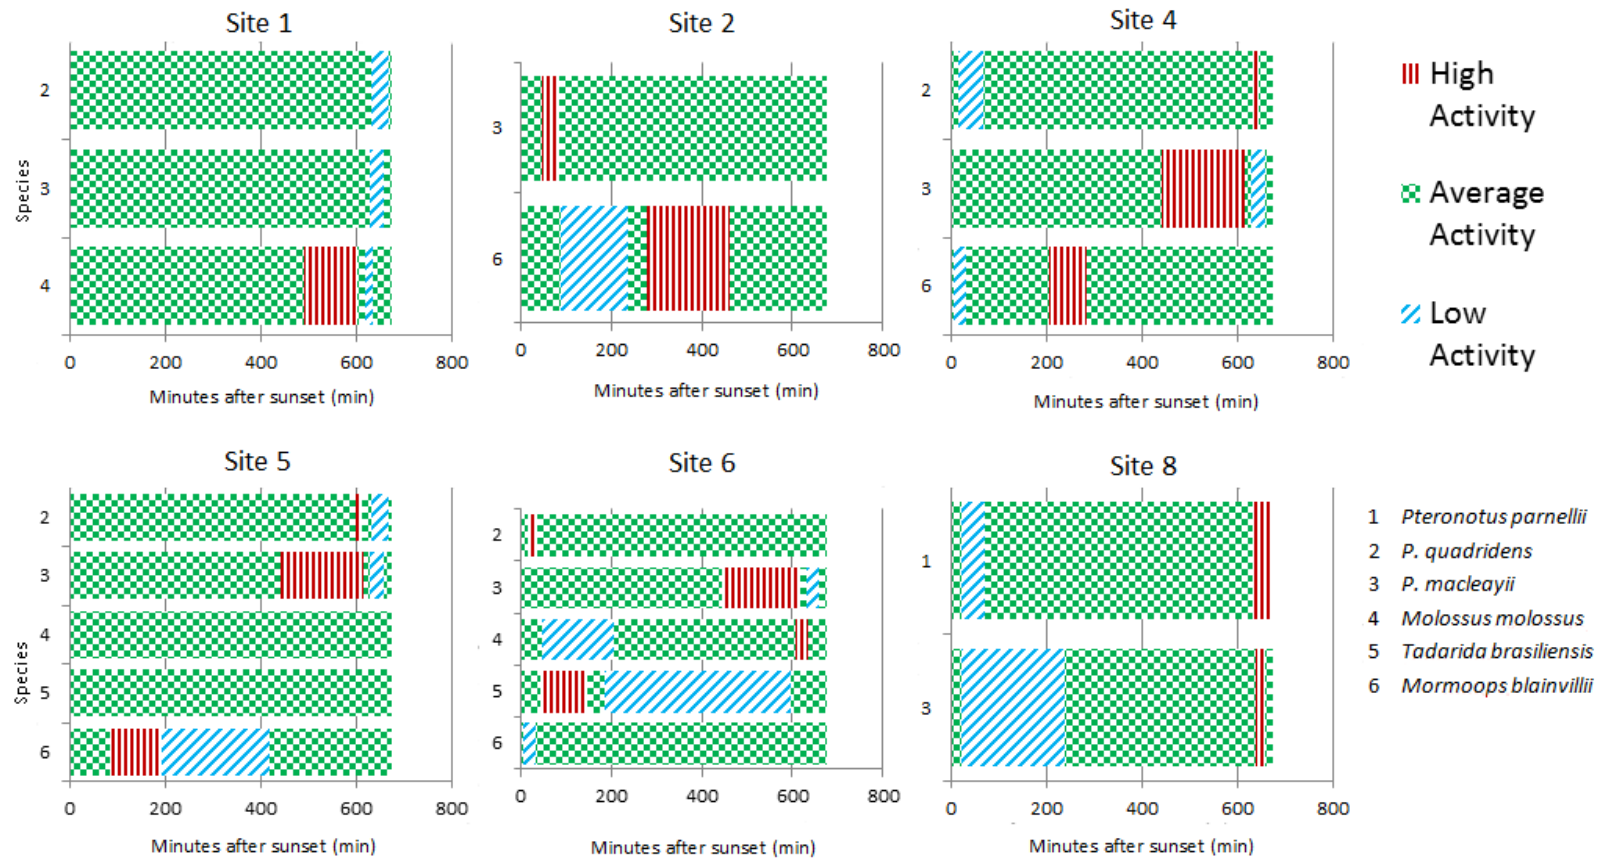 Site 1
Site 2
Site 4
2
3
4
Species
0 200 400 600 800
Minutes after sunset (min)
3
6
0 200 400 600 800
Minutes after sunset (min)
2
3
6
0 200 400 600 800
Minutes after sunset (min)
High
Activity
Average
Activity
Low
Activity
Site 5
Site 6
Site 8
2
3
4
5
6
Species
0 200 400 600 800
Minutes after sunset (min)
2
3
4
5
6
0 200 400 600 800
Minutes after sunset (min)
1
3
0 200 400 600 800
Minutes after sunset (min)
1 Pteronotus parnellii
2 P. quadridens
3 P. macleayii
4 Molossus molossus
5 Tadarida brasiliensis
6 Mormoops blainvillii